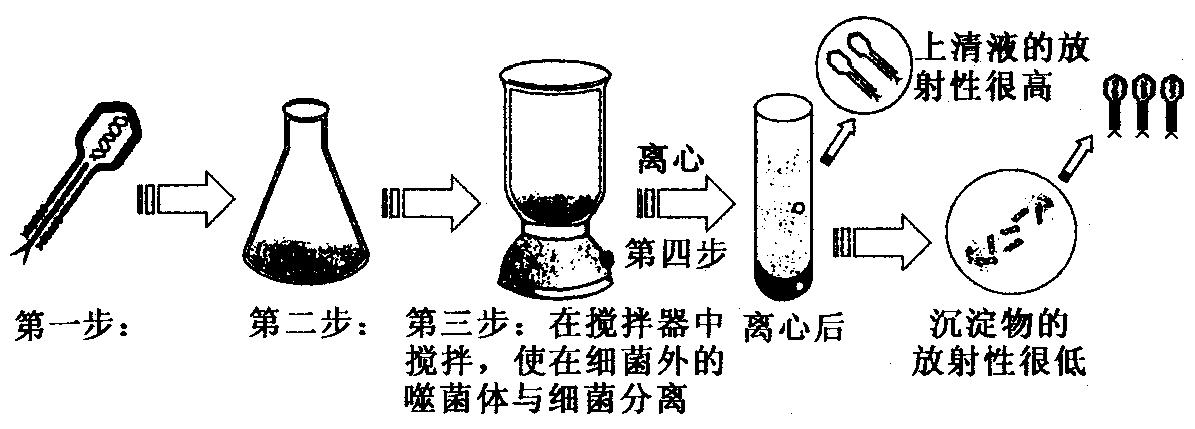 上清液的放
射性很高
离心
第四步
第一步：
第二步：
第三步：在搅拌器中
搅拌，使在细菌外的
噬菌体与细菌分离
离心后
沉淀物的
放射性很低